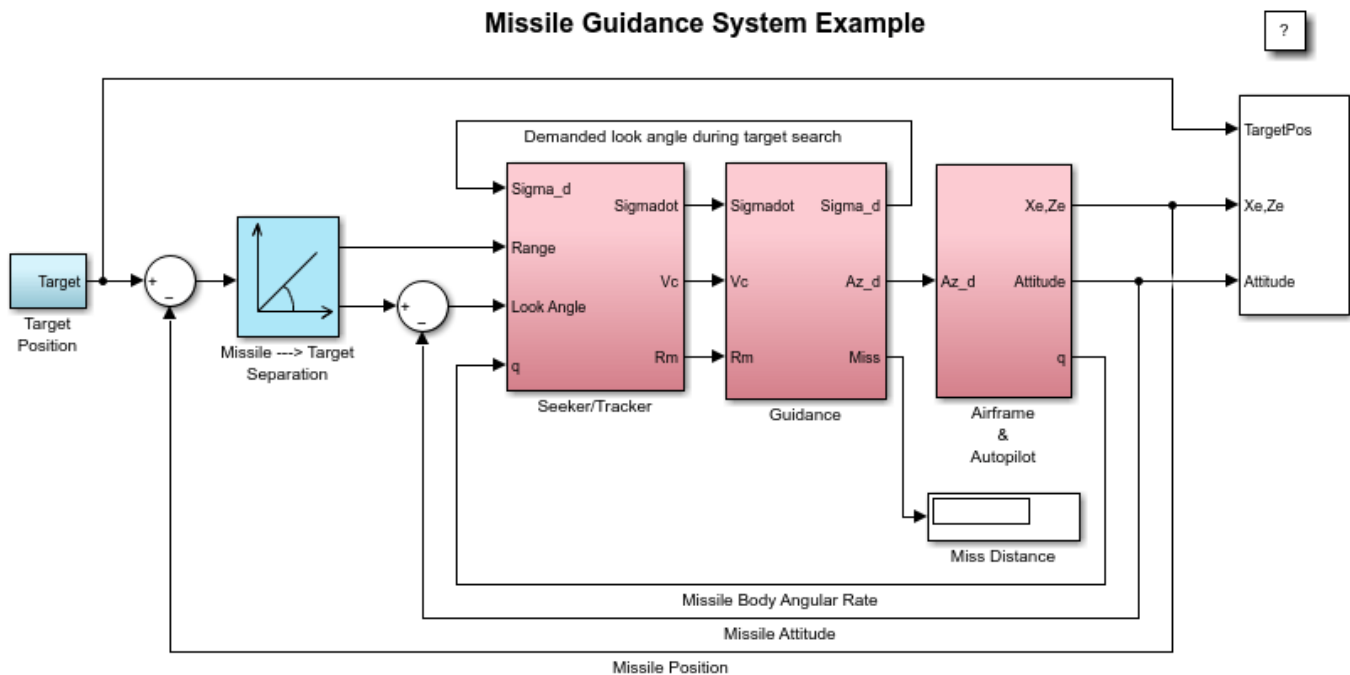 Missile Guidance System Example
?
Demanded look angle during target search
TargetPos
Xe,Ze
Attitude
Target
Target
Position
+
−
Missile ---> Target
Separation
+
−
Sigma_d
Range
Look Angle
q
Sigmadot
Vc
Rm
Seeker/Tracker
Sigmadot
Vc
Rm
Sigma_d
Az_d
Miss
Guidance
Az_d
Xe,Ze
Attitude
q
Airframe
&
Autopilot
Miss Distance
Missile Body Angular Rate
Missile Attitude
Missile Position